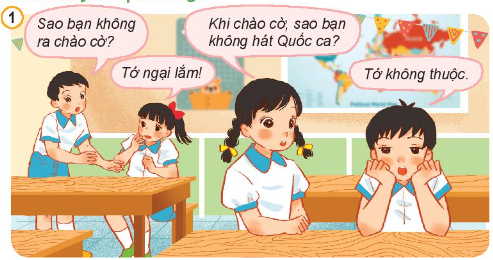 1
Sao bạn không
ra chào cờ?
Tớ ngại lắm!
Khi chào cờ, sao bạn
không hát Quốc ca?
Tớ không thuộc.